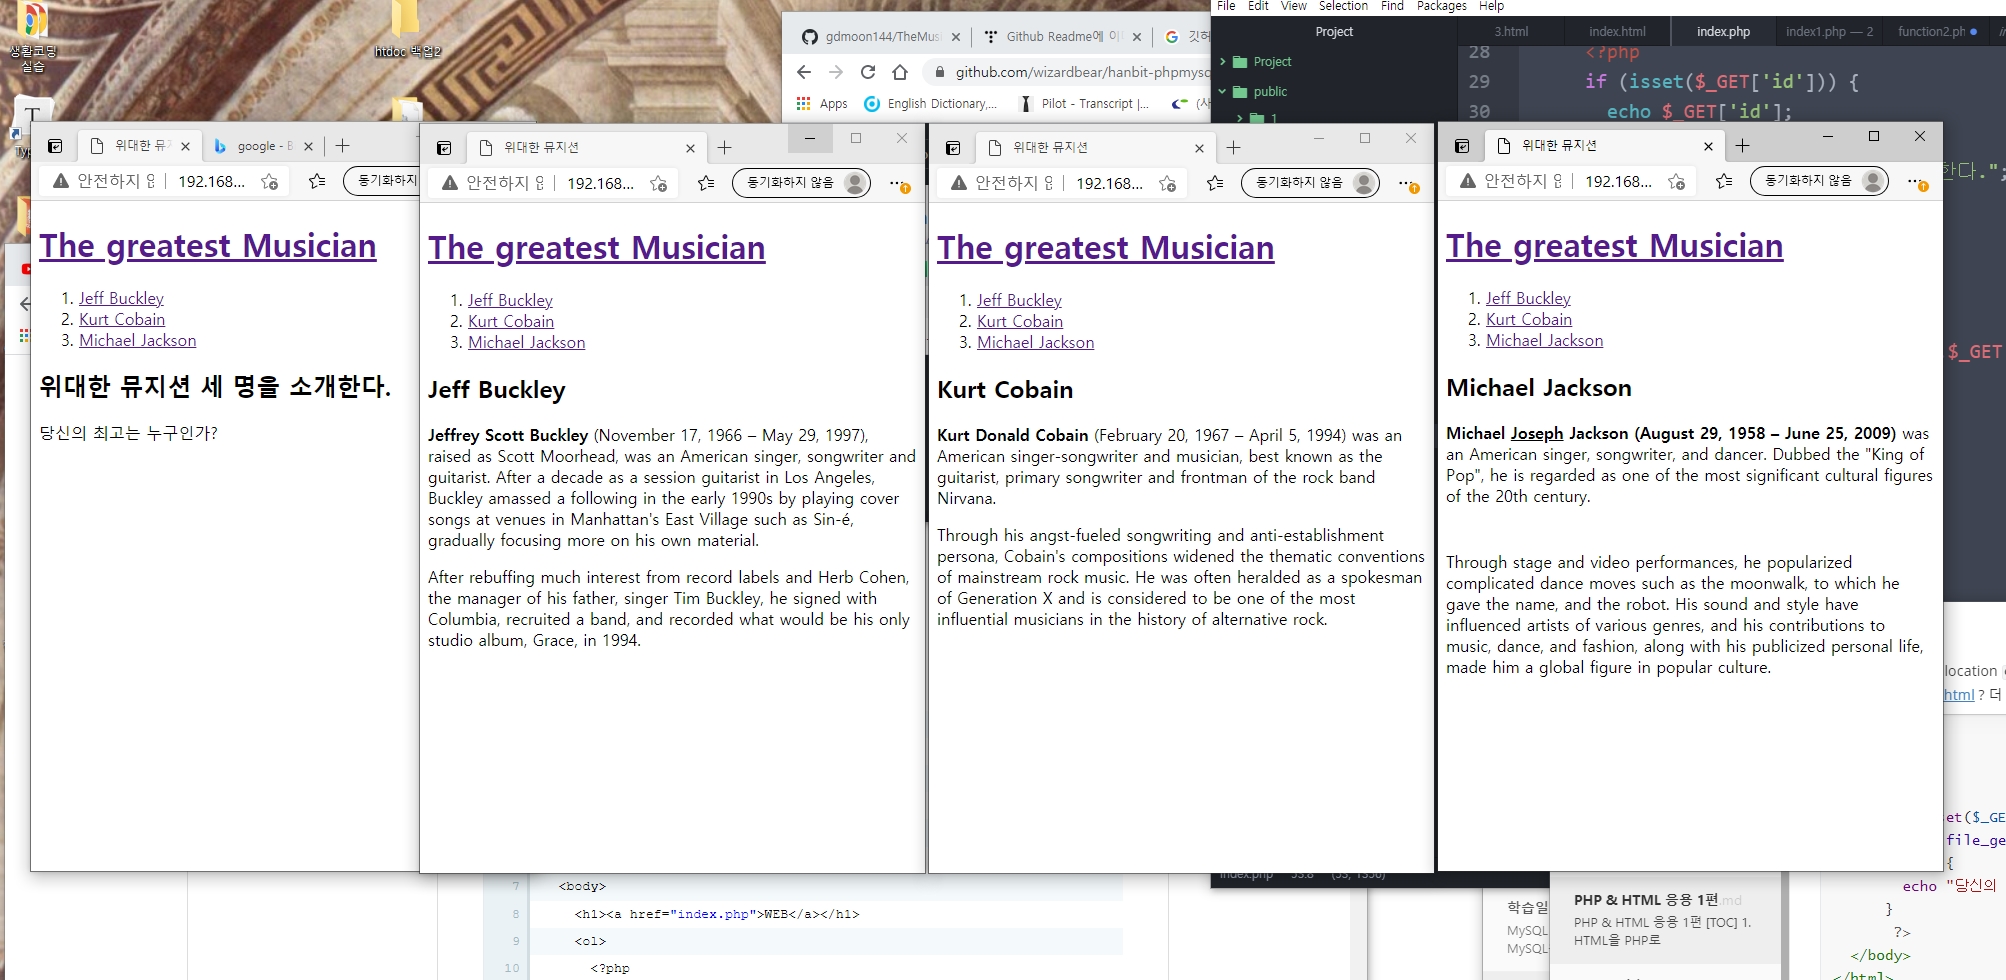 생활코딩
실습
htdoc 백업2
gdmoon144/TheMusi
Github Readme에 이
깃허
github.com/wizardbear/hanbit-phpmysq
Apps
English Dictionary,...
Pilot - Transcript |...
File Edit View Selection Find Packages Help
Project
3.html
index.html
index.php
index1.php — 2
function2.ph
Project
public
1
28 <?php
29 if (isset($_GET['id'])) {
30 echo $_GET['id'];
한다.";
$_GET
위대한 뮤
google - B
안전하지
192.168...
동기화하지
The greatest Musician
1. Jeff Buckley
2. Kurt Cobain
3. Michael Jackson
위대한 뮤지션 세 명을 소개한다.
당신의 최고는 누구인가?
위대한 뮤지션
안전하지
192.168...
동기화하지 않음
The greatest Musician
1. Jeff Buckley
2. Kurt Cobain
3. Michael Jackson
Jeff Buckley
Jeffrey Scott Buckley (November 17, 1966 – May 29, 1997),
raised as Scott Moorhead, was an American singer, songwriter and
guitarist. After a decade as a session guitarist in Los Angeles,
Buckley amassed a following in the early 1990s by playing cover
songs at venues in Manhattan's East Village such as Sin-é,
gradually focusing more on his own material.
After rebuffing much interest from record labels and Herb Cohen,
the manager of his father, singer Tim Buckley, he signed with
Columbia, recruited a band, and recorded what would be his only
studio album, Grace, in 1994.
위대한 뮤지션
안전하지
192.168...
동기화하지 않음
The greatest Musician
1. Jeff Buckley
2. Kurt Cobain
3. Michael Jackson
Kurt Cobain
Kurt Donald Cobain (February 20, 1967 – April 5, 1994) was an
American singer-songwriter and musician, best known as the
guitarist, primary songwriter and frontman of the rock band
Nirvana.
Through his angst-fueled songwriting and anti-establishment
persona, Cobain's compositions widened the thematic conventions
of mainstream rock music. He was often heralded as a spokesman
of Generation X and is considered to be one of the most
influential musicians in the history of alternative rock.
위대한 뮤지션
안전하지
192.168...
동기화하지 않음
The greatest Musician
1. Jeff Buckley
2. Kurt Cobain
3. Michael Jackson
Michael Jackson
Michael Joseph Jackson (August 29, 1958 – June 25, 2009) was
an American singer, songwriter, and dancer. Dubbed the "King of
Pop", he is regarded as one of the most significant cultural figures
of the 20th century.
Through stage and video performances, he popularized
complicated dance moves such as the moonwalk, to which he
gave the name, and the robot. His sound and style have
influenced artists of various genres, and his contributions to
music, dance, and fashion, along with his publicized personal life,
made him a global figure in popular culture.
location
html ? 더
et($_GE
file_ge
{
echo "당신의
}
?>
</body>
</html>
7 <body>
8 <h1><a href="index.php">WEB</a></h1>
9 <ol>
10 <?php
학습일
MySQL
MySQL
PHP & HTML 응용 1편.md
PHP & HTML 응용 1편 [TOC] 1.
HTML을 PHP로